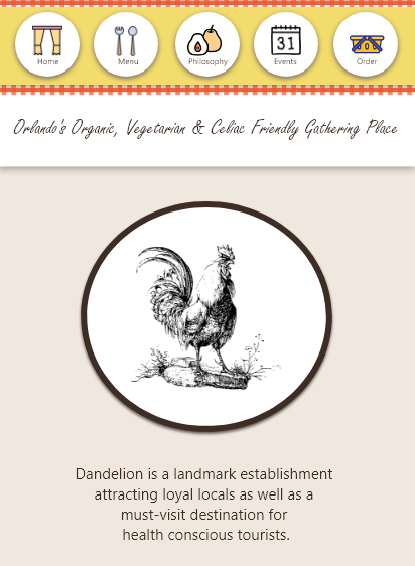 Home
Menu
Philosophy
31
Events
Order
Orlando's Organic, Vegetarian & Celiac Friendly Gathering Place
Dandelion is a landmark establishment
attracting loyal locals as well as a
must-visit destination for
health conscious tourists.